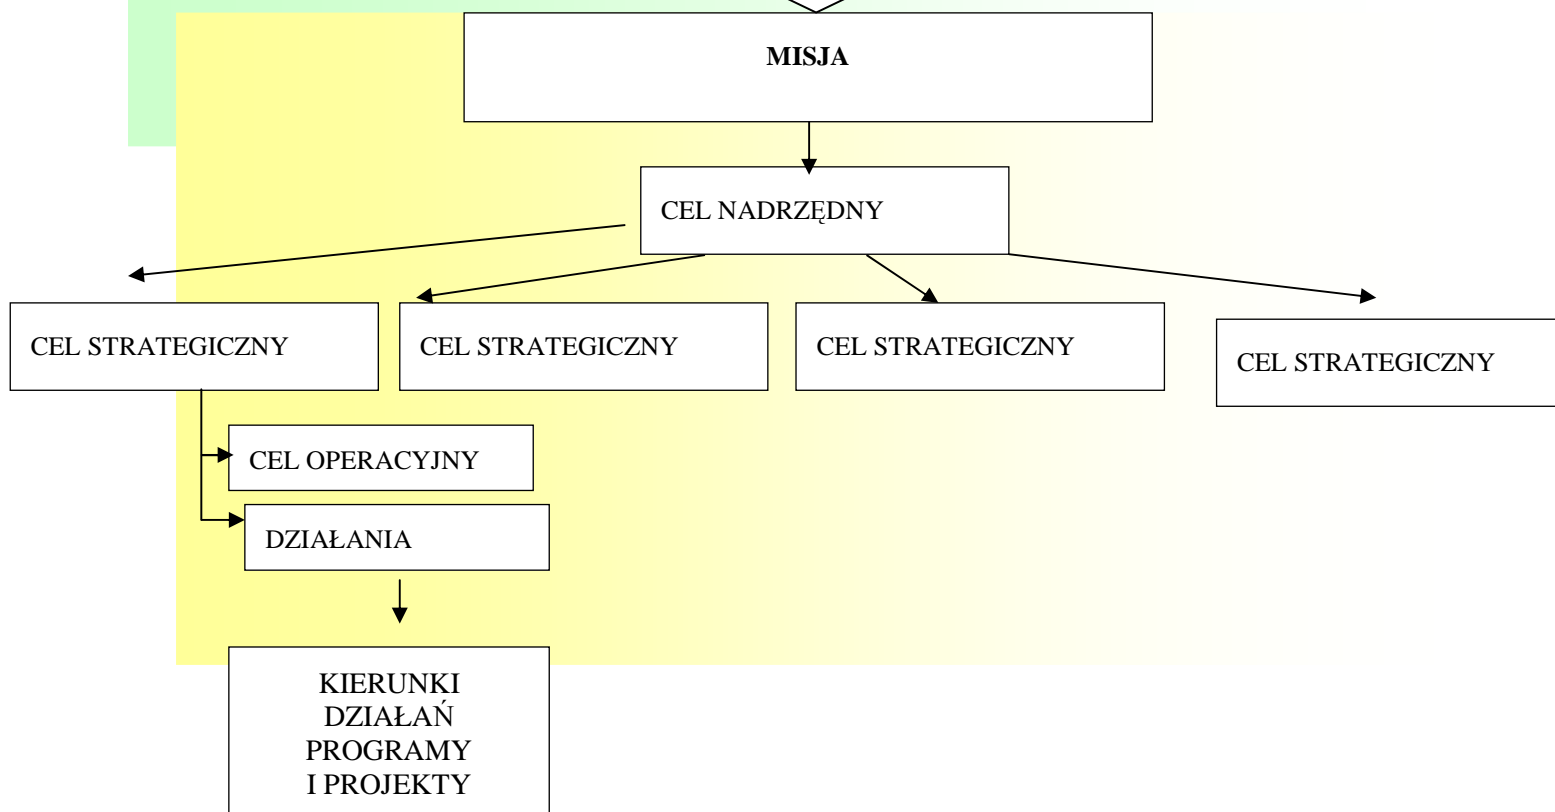 MISJA
CEL NADRZĘDNY
CEL STRATEGICZNY
CEL STRATEGICZNY
CEL STRATEGICZNY
CEL STRATEGICZNY
CEL OPERACYJNY
DZIAŁANIA
KIERUNKI
DZIAŁAŃ
PROGRAMY
I PROJEKTY